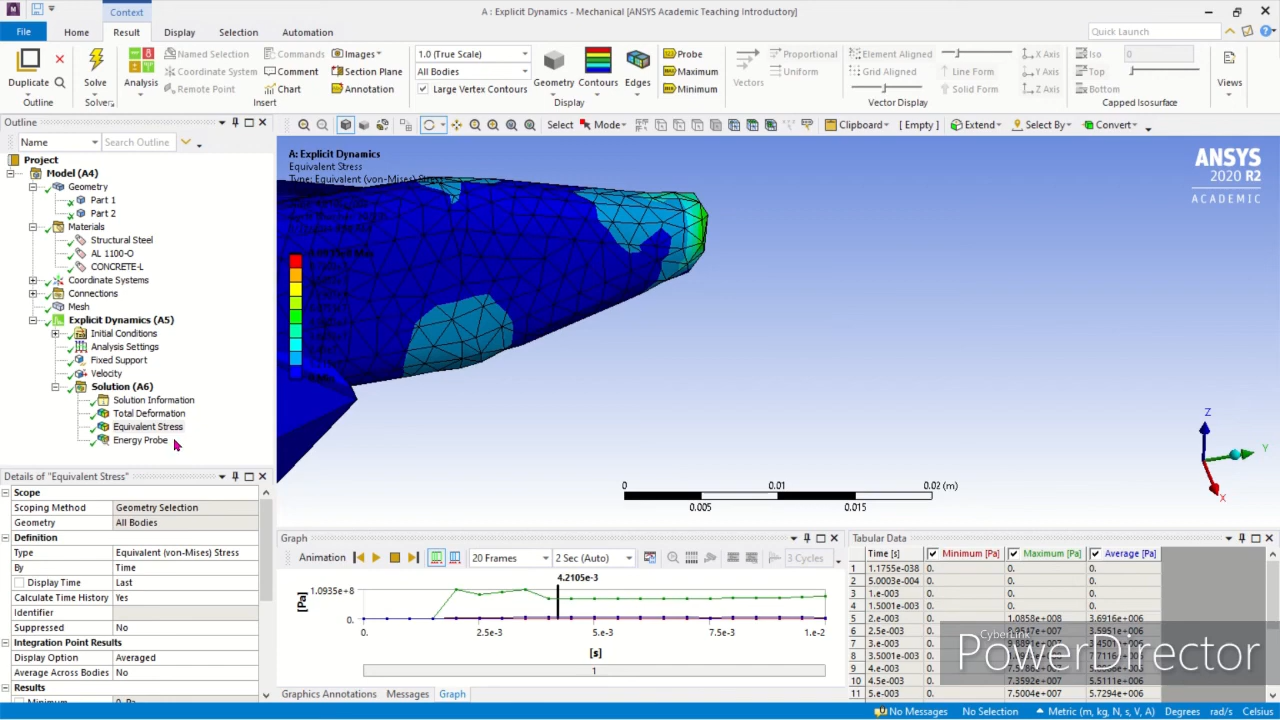 Context
A : Explicit Dynamics - Mechanical [ANSYS Academic Teaching Introductory]
File Home Result Display Selection Automation
Quick Launch
Duplicate
Solve
Analysis
Named Selection
Coordinate System
Remote Point
Commands
Comment
Chart
Images
Section Plane
Annotation
1.0 (True Scale)
All Bodies
Large Vertex Contours
Geometry Contours Edges
Probe
Maximum
Minimum
Vectors
Proportional
Uniform
Element Aligned
Grid Aligned
Line Form
Solid Form
X Axis
Y Axis
Z Axis
Iso
Top
Bottom
0
Views
Outline Solver Insert Display Vector Display Capped Isosurface
Outline
Name Search Outline
Select Mode Clipboard [ Empty ] Extend Select By Convert
Project
Model (A4)
Geometry
Part 1
Part 2
Materials
Structural Steel
AL 1100-O
CONCRETE-L
Coordinate Systems
Connections
Mesh
Explicit Dynamics (A5)
Initial Conditions
Analysis Settings
Fixed Support
Velocity
Solution (A6)
Solution Information
Total Deformation
Equivalent Stress
Energy Probe
A: Explicit Dynamics
Equivalent Stress
Type: Equivalent (von-Mises) Stress
ANSYS
2020 R2
ACADEMIC
Z
Y
X
0 0.01 0.02 (m)
0.005 0.015
Details of "Equivalent Stress"
Scope
Scoping Method Geometry Selection
Geometry All Bodies
Definition
Type Equivalent (von-Mises) Stress
By Time
Display Time Last
Calculate Time History Yes
Identifier
Suppressed No
Integration Point Results
Display Option Averaged
Average Across Bodies No
Results
Minimum 0. Pa
Graph
Animation 20 Frames 2 Sec (Auto) 3 Cycles
4.2105e-3
1.0935e+8
[Pa]
0.
0. 2.5e-3 5.e-3 7.5e-3 1.e-2
[s]
1
Graphics Annotations Messages Graph
Tabular Data
Time [s] Minimum [Pa] Maximum [Pa] Average [Pa]
1 1.1755e-038 0. 0. 0.
2 5.0003e-004 0. 0. 0.
3 1.e-003 0. 0. 0.
4 1.5001e-003 0. 0. 0.
5 2.e-003 0. 1.0858e+008 3.6916e+006
6 2.5e-003 0.
7 3.e-003 0.
8 3.5001e-003 0.
9 4.e-003 0.
10 4.5e-003 0. 7.3592e+007 5.5111e+006
11 5.e-003 0. 7.5004e+007 5.7294e+006
CyberLink
PowerDirector
No Messages No Selection Metric (m, kg, N, s, V, A) Degrees rad/s Celsius